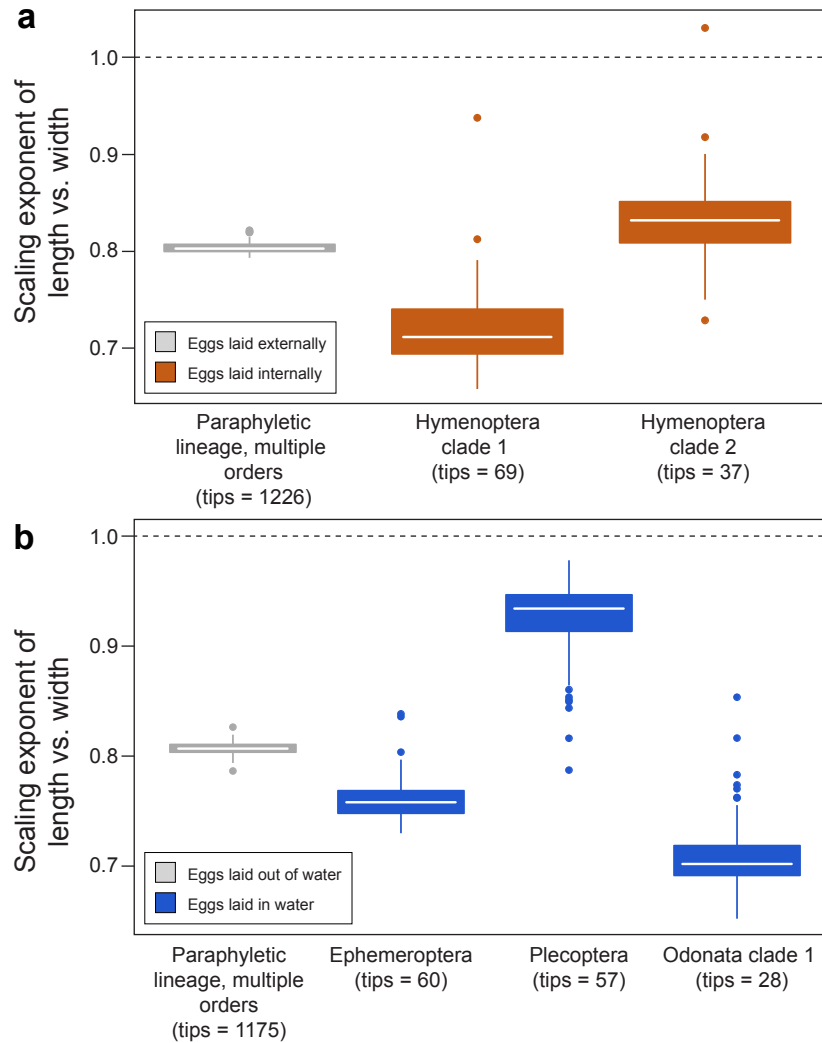 a
Scaling exponent of
length vs. width
1.0
0.9
0.8
0.7
Eggs laid externally
Eggs laid internally
Paraphyletic
lineage, multiple
orders
(tips = 1226)
Hymenoptera
clade 1
(tips = 69)
Hymenoptera
clade 2
(tips = 37)
b
Scaling exponent of
length vs. width
1.0
0.9
0.8
0.7
Eggs laid out of water
Eggs laid in water
Paraphyletic
lineage, multiple
orders
(tips = 1175)
Ephemeroptera
(tips = 60)
Plecoptera
(tips = 57)
Odonata clade 1
(tips = 28)